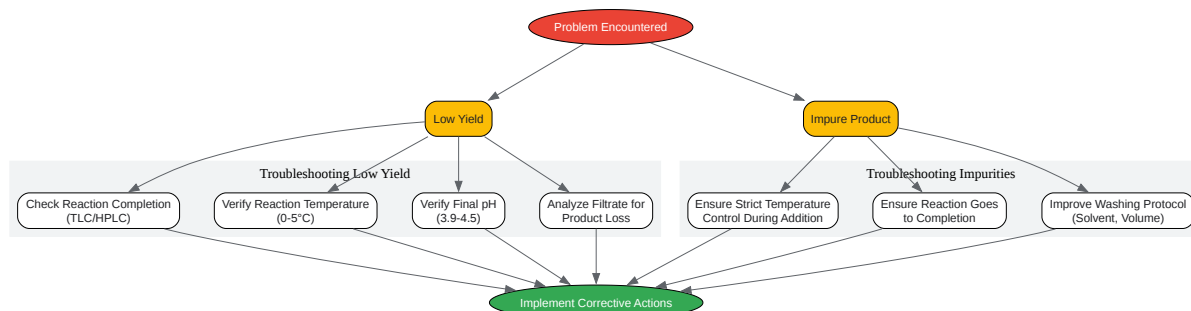 Problem Encountered
Low Yield
Impure Product
Troubleshooting Low Yield
Troubleshooting Impurities
Check Reaction Completion
(TLC/HPLC)
Verify Reaction Temperature
(0-5°C)
Verify Final pH
(3.9-4.5)
Analyze Filtrate for
Product Loss
Ensure Strict Temperature
Control During Addition
Ensure Reaction Goes
to Completion
Improve Washing Protocol
(Solvent, Volume)
Implement Corrective Actions